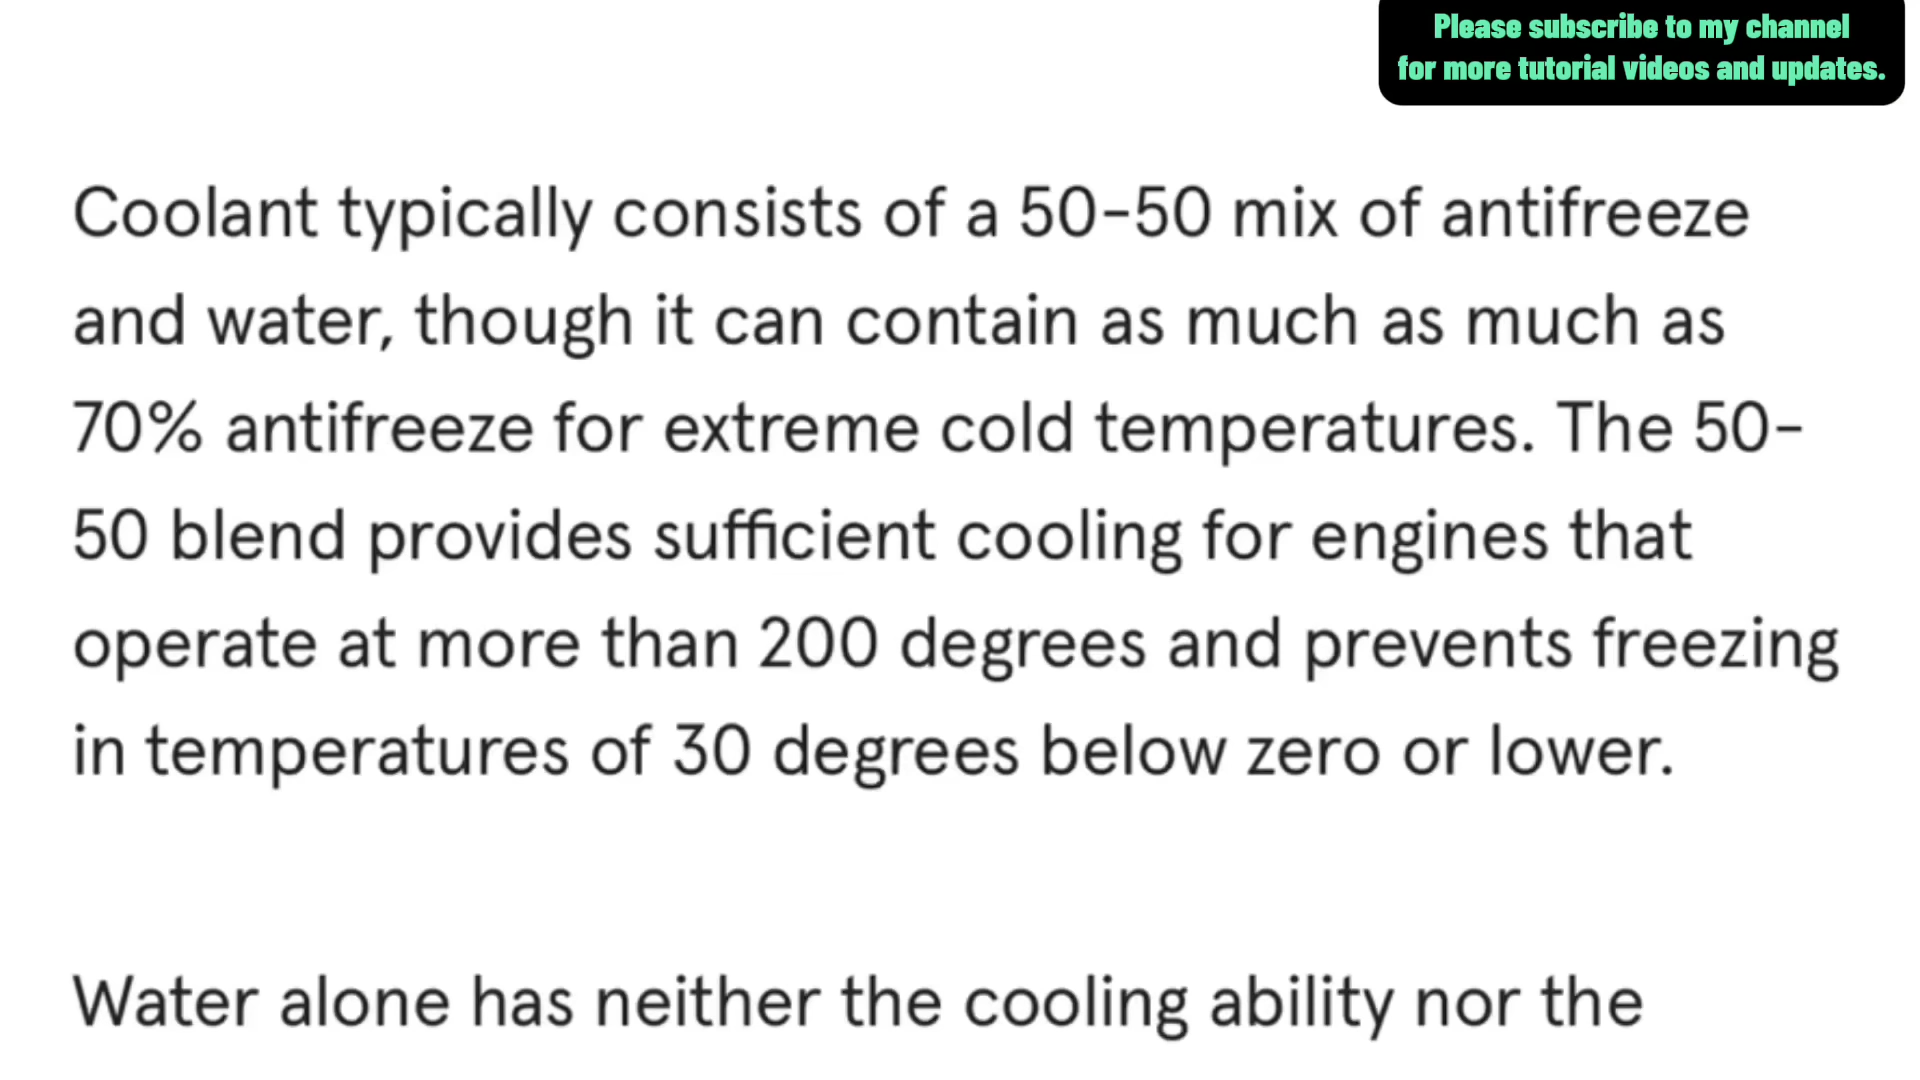 Please subscribe to my channel
for more tutorial videos and updates.
Coolant typically consists of a 50-50 mix of antifreeze
and water, though it can contain as much as much as
70% antifreeze for extreme cold temperatures. The 50-
50 blend provides sufficient cooling for engines that
operate at more than 200 degrees and prevents freezing
in temperatures of 30 degrees below zero or lower.
Water alone has neither the cooling ability nor the